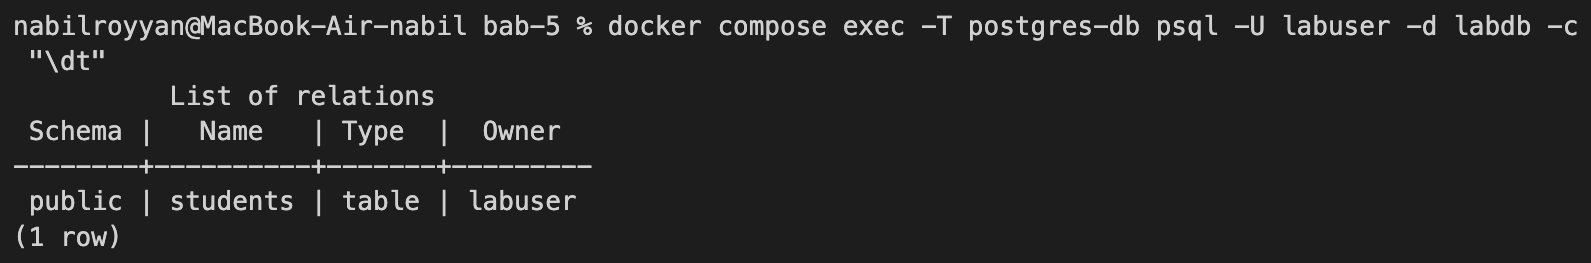 nabilroyyan@MacBook-Air-nabil bab-5 % docker compose exec -T postgres-db psql -U labuser -d labdb -c
 "\dt"
          List of relations
 Schema |   Name   | Type  |  Owner
--------+----------+-------+---------
 public | students | table | labuser
(1 row)